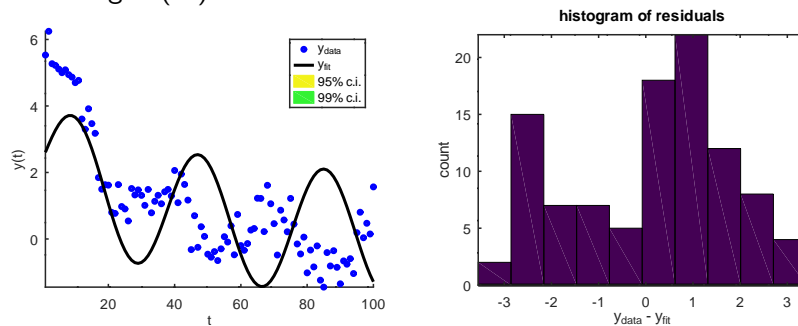 histogram of residuals
6
4
2
0
y(t)
20
40
60
80
100
t
y_data
y_fit
95% c.i.
99% c.i.
20
15
10
5
0
count
-3
-2
-1
0
1
2
3
y_data - y_fit